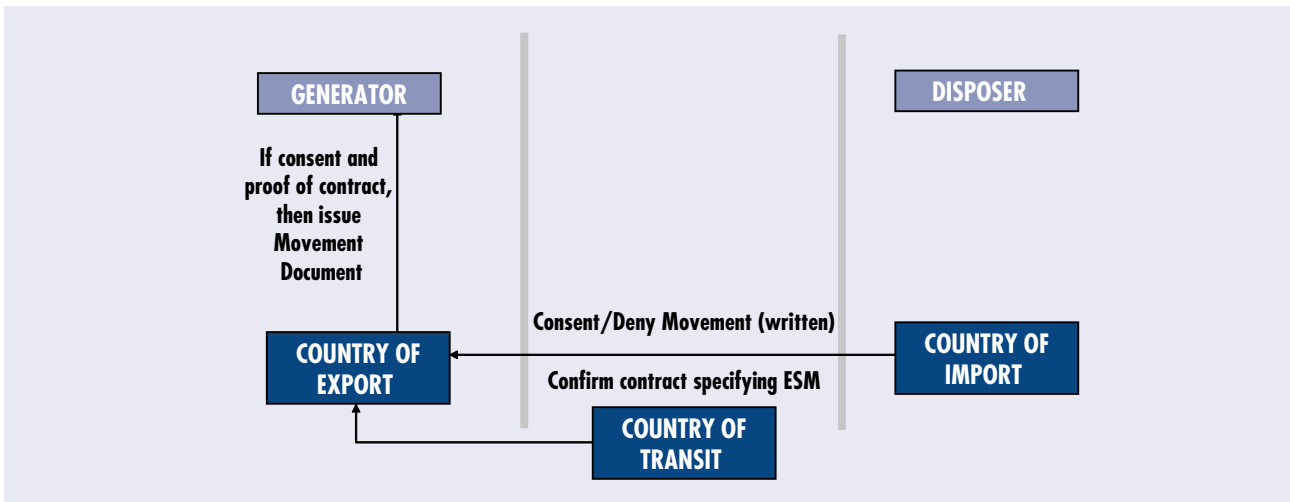 GENERATOR
DISPOSER
If consent and
proof of contract,
then issue
Movement
Document
Consent/Deny Movement (written)
COUNTRY OF
EXPORT
COUNTRY OF
IMPORT
Confirm contract specifying ESM
COUNTRY OF
TRANSIT